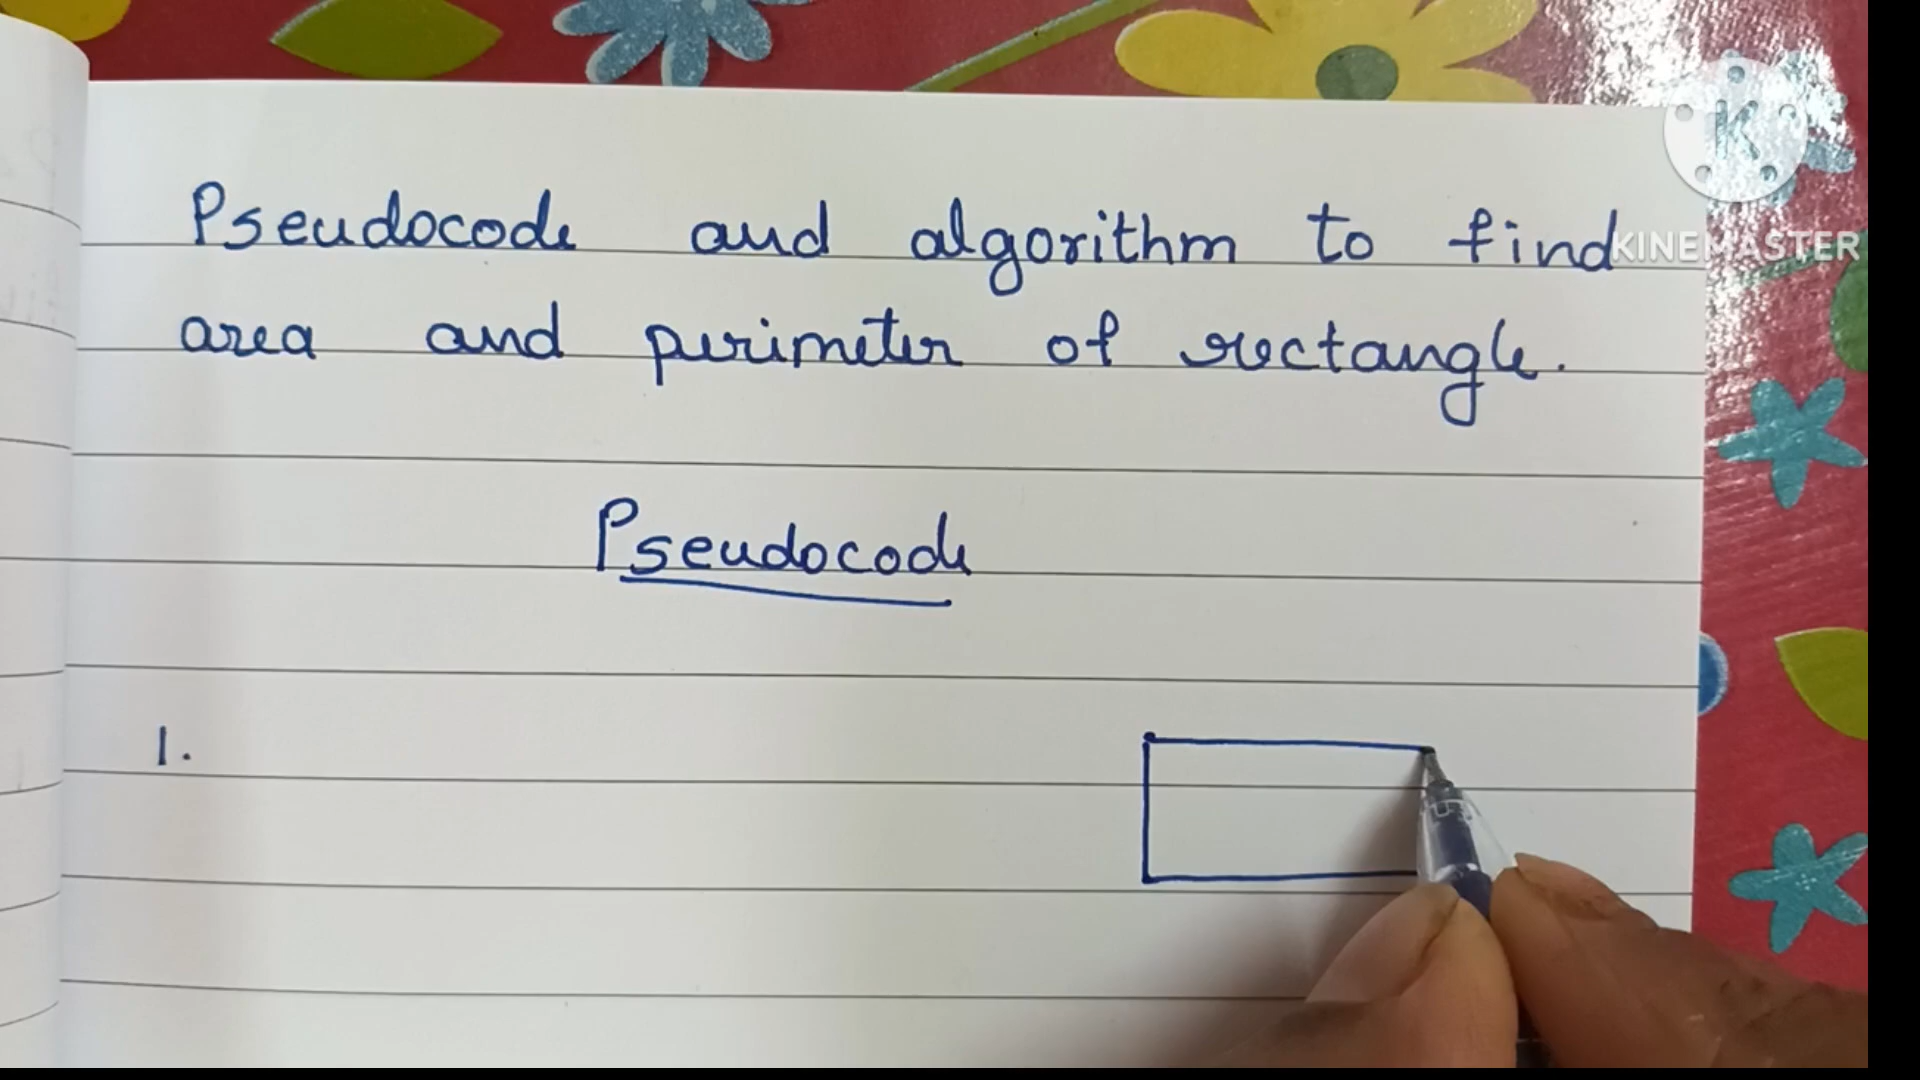 Pseudocode and algorithm to find
area and perimeter of rectangle.
Pseudocode
1.
K
KINEMASTER